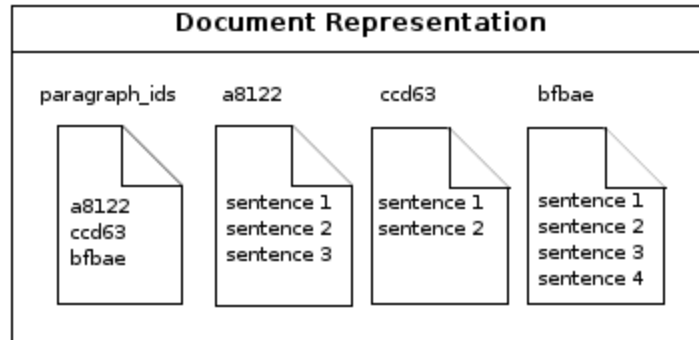 Document Representation
paragraph_ids a8122 ccd63 bfbae
a8122
ccd63
bfbae
sentence 1
sentence 2
sentence 3
sentence 1
sentence 2
sentence 1
sentence 2
sentence 3
sentence 4